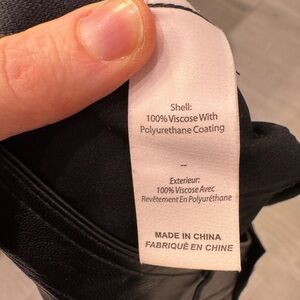 Shell:
100% Viscose With
Polyurethane Coating
--
Exterieur:
100% Viscose Avec
Revêtement En Polyuréthane
MADE IN CHINA
FABRIQUÉ EN CHINE